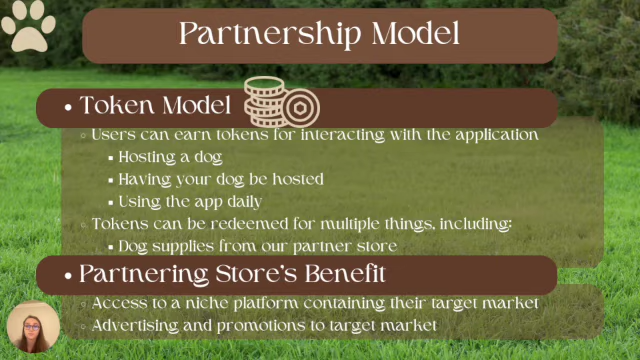 Partnership Model
• Token Model
◦ Users can earn tokens for interacting with the application
▪ Hosting a dog
▪ Having your dog be hosted
▪ Using the app daily
◦ Tokens can be redeemed for multiple things, including:
▪ Dog supplies from our partner store
• Partnering Store's Benefit
◦ Access to a niche platform containing their target market
◦ Advertising and promotions to target market